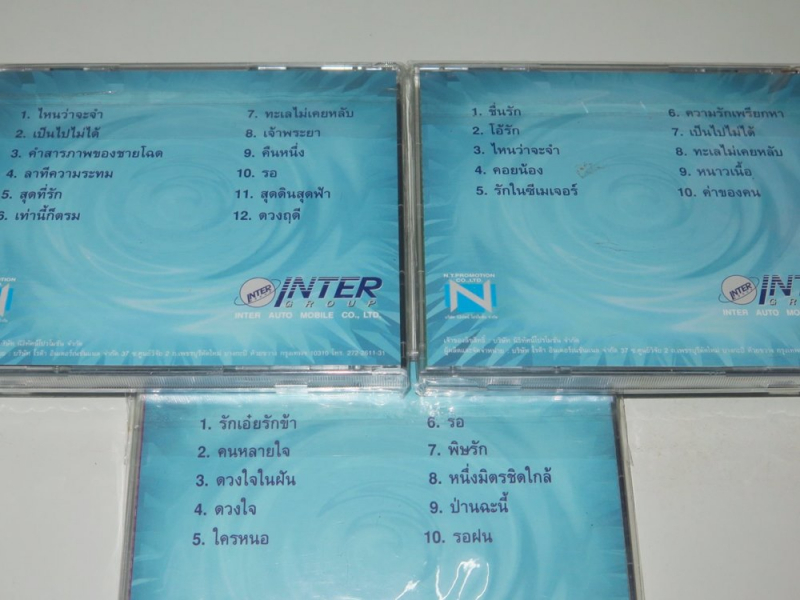 1. ไหนว่าจะจำ
2. เป็นไปไม่ได้
3. คำสารภาพของชายโฉด
4. ลาทีความระทม
5. สุดที่รัก
6. เท่านี้ก็ตรม
7. ทะเลไม่เคยหลับ
8. เจ้าพระยา
9. คืนหนึ่ง
10. รอ
11. สุดดินสุดฟ้า
12. ดวงฤดี
INTER
INTER
GROUP
INTER AUTO MOBILE CO., LTD.
1. ชื่นรัก
2. โอ้รัก
3. ไหนว่าจะจำ
4. คอยน้อง
5. รักในซีเมเจอร์
6. ความรักเพรียกหา
7. เป็นไปไม่ได้
8. ทะเลไม่เคยหลับ
9. หนาวเนื้อ
10. ค่าของคน
N.T.PROMOTION
CO.,LTD.
N
INTER
INT
GRO
INTER AUTO MOBILE
1. รักเอ๋ยรักข้า
2. คนหลายใจ
3. ดวงใจในฝัน
4. ดวงใจ
5. ใครหนอ
6. รอ
7. พิษรัก
8. หนึ่งมิตรชิดใกล้
9. ป่านฉะนี้
10. รอฝน